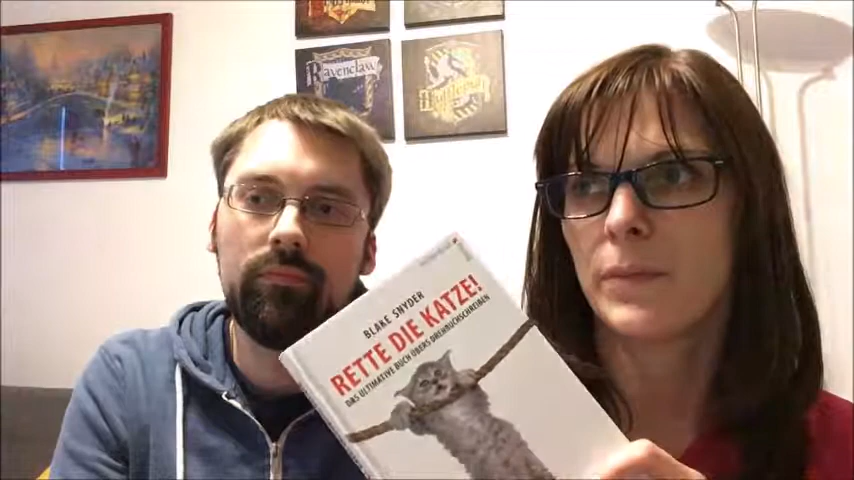 Ravenclaw
Hufflepuff
BLAKE SNYDER
RETTE DIE KATZE!
DAS ULTIMATIVE BUCH ÜBERS DREHBUCHSCHREIBEN